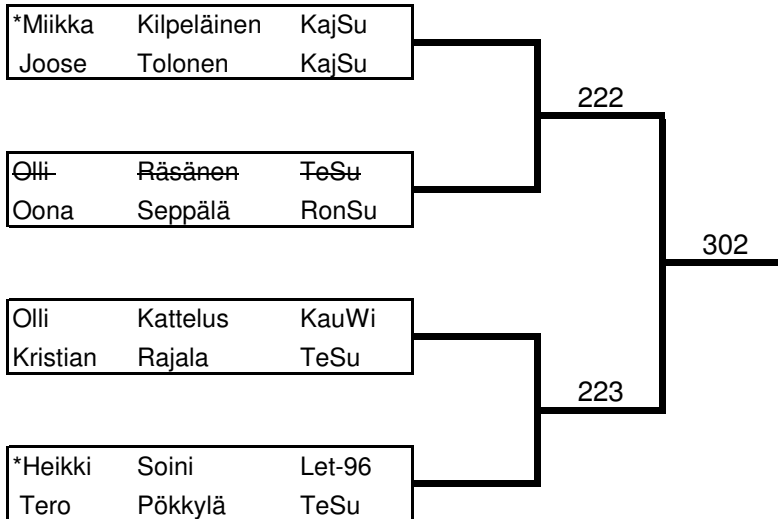 *Miikka Kilpeläinen KajSu
Joose Tolonen KajSu
222
Olli Räsänen TeSu
Oona Seppälä RonSu
302
Olli Kattelus KauWi
Kristian Rajala TeSu
223
*Heikki Soini Let-96
Tero Pökkylä TeSu